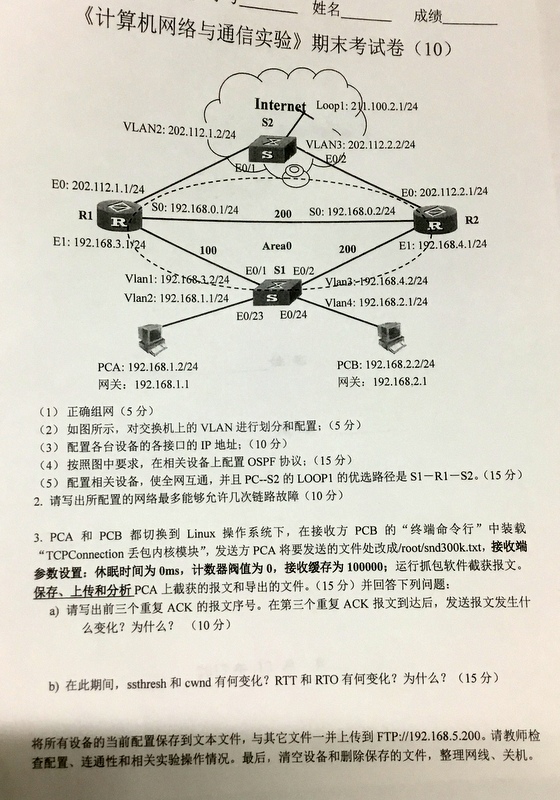 姓名______ 成绩______
《计算机网络与通信实验》期末考试卷（10）
Internet
Loop1: 211.100.2.1/24
S2
VLAN2: 202.112.1.2/24
VLAN3: 202.112.2.2/24
S
E0/1
E0/2
E0: 202.112.1.1/24
E0: 202.112.2.1/24
R1
R
S0: 192.168.0.1/24
200
S0: 192.168.0.2/24
R
R2
E1: 192.168.3.1/24
100
Area0
200
E1: 192.168.4.1/24
Vlan1: 192.168.3.2/24
E0/1
S1
E0/2
Vlan3: 192.168.4.2/24
Vlan2: 192.168.1.1/24
S
Vlan4: 192.168.2.1/24
E0/23
E0/24
PCA: 192.168.1.2/24
PCB: 192.168.2.2/24
网关：192.168.1.1
网关：192.168.2.1
（1） 正确组网（5 分）
（2） 如图所示，对交换机上的 VLAN 进行划分和配置；（5 分）
（3） 配置各台设备的各接口的 IP 地址；（10 分）
（4） 按照图中要求，在相关设备上配置 OSPF 协议；（15 分）
（5） 配置相关设备，使全网互通，并且 PC--S2 的 LOOP1 的优选路径是 S1－R1－S2。（15 分）
2. 请写出所配置的网络最多能够允许几次链路故障（10 分）
3. PCA 和 PCB 都切换到 Linux 操作系统下，在接收方 PCB 的 “终端命令行” 中装载
“TCPConnection 丢包内核模块”，发送方 PCA 将要发送的文件处改成/root/snd300k.txt，接收端
参数设置：休眠时间为 0ms，计数器阀值为 0，接收缓存为 100000；运行抓包软件截获报文。
保存、上传和分析 PCA 上截获的报文和导出的文件。（15 分）并回答下列问题：
a) 请写出前三个重复 ACK 的报文序号。在第三个重复 ACK 报文到达后，发送报文发生什
么变化？为什么？ （10 分）
b) 在此期间，ssthresh 和 cwnd 有何变化？RTT 和 RTO 有何变化？为什么？（15 分）
将所有设备的当前配置保存到文本文件，与其它文件一并上传到 FTP://192.168.5.200。请教师检
查配置、连通性和相关实验操作情况。最后，清空设备和删除保存的文件，整理网线、关机。